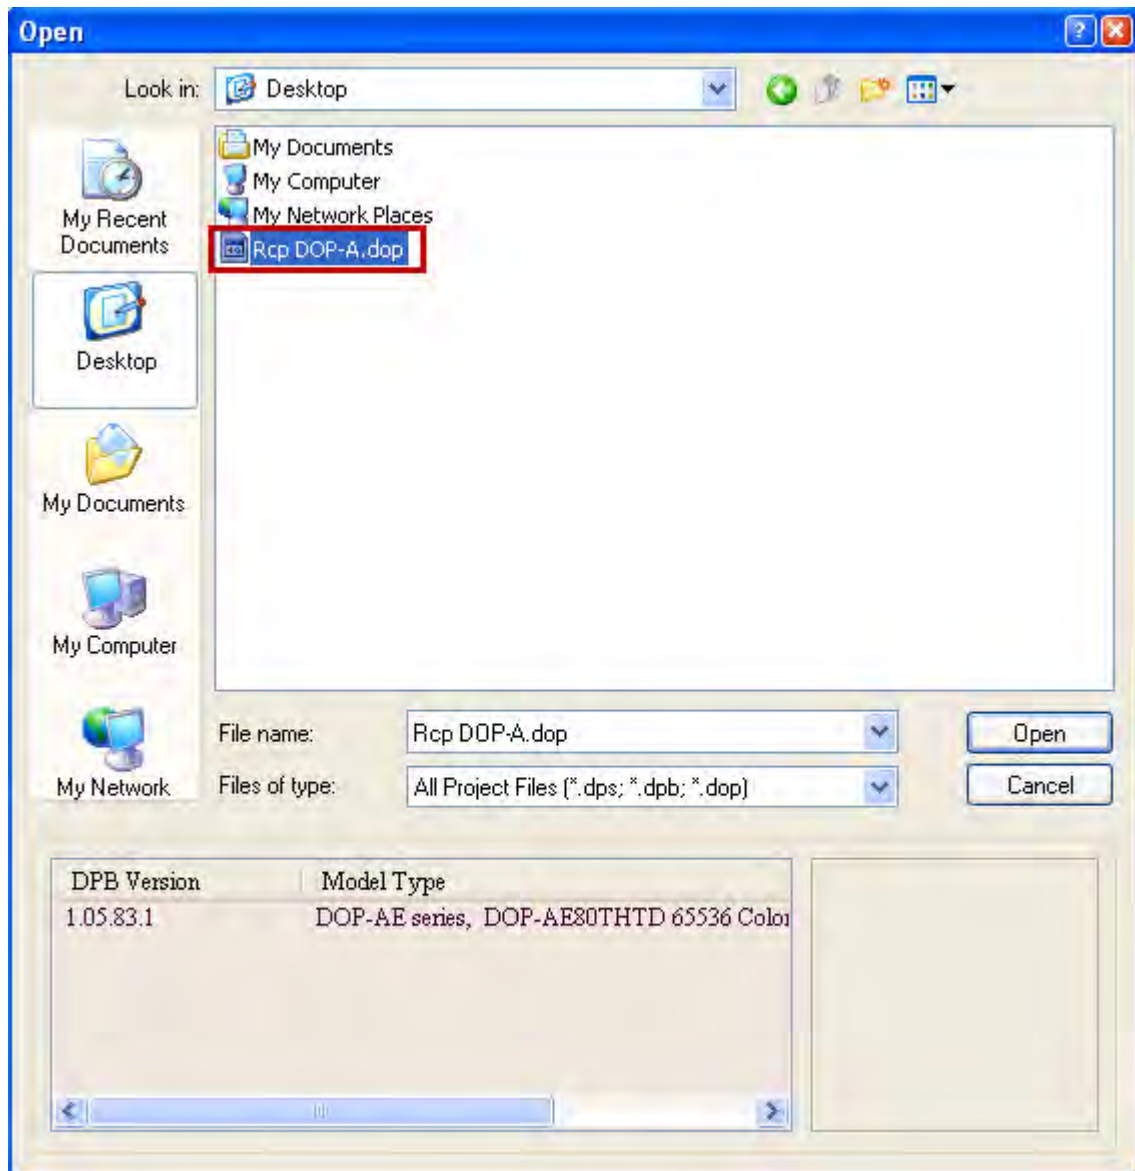 Open
Look in: Desktop
My Documents
My Computer
My Network Places
Rcp DOP-A.dop
My Recent
Documents
Desktop
My Documents
My Computer
My Network
File name: Rcp DOP-A.dop Open
Files of type: All Project Files (*.dps; *.dpb; *.dop) Cancel
DPB Version Model Type
1.05.83.1 DOP-AE series, DOP-AE80THTD 65536 Color